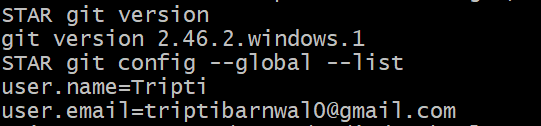 STAR git version
git version 2.46.2.windows.1
STAR git config --global --list
user.name=Tripti
user.email=triptibarnwal0@gmail.com